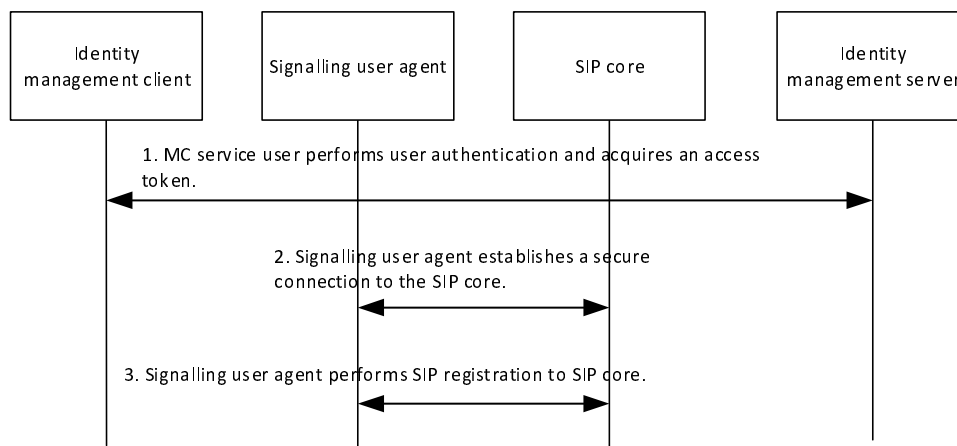 Identity
management client
Signalling user agent
SIP core
Identity
management server
1. MC service user performs user authentication and acquires an access
token.
2. Signalling user agent establishes a secure
connection to the SIP core.
3. Signalling user agent performs SIP registration to SIP core.